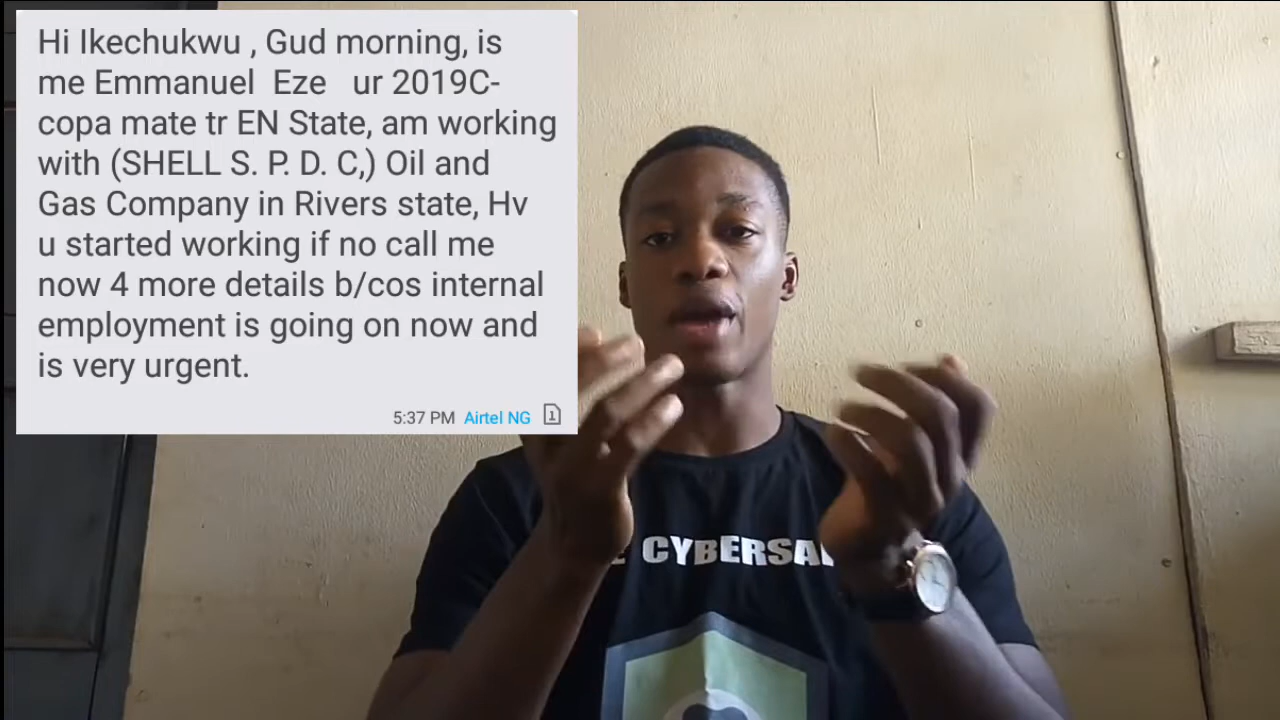 Hi Ikechukwu , Gud morning, is
me Emmanuel Eze ur 2019C-
copa mate tr EN State, am working
with (SHELL S. P. D. C,) Oil and
Gas Company in Rivers state, Hv
u started working if no call me
now 4 more details b/cos internal
employment is going on now and
is very urgent.
5:37 PM Airtel NG 1
CYBERSA